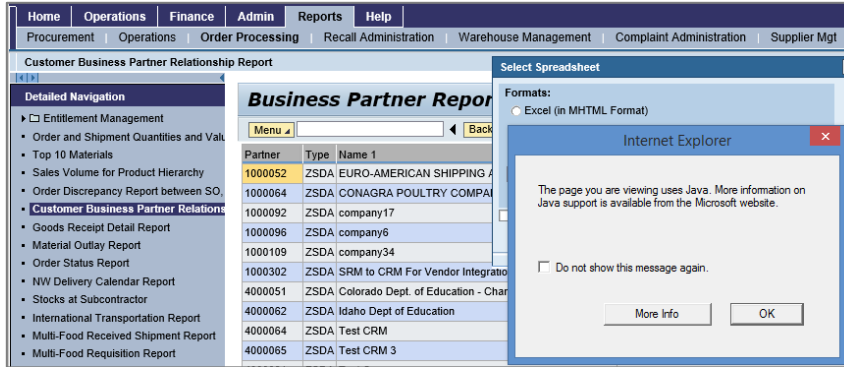 Home Operations Finance Admin Reports Help
Procurement Operations Order Processing Recall Administration Warehouse Management Complaint Administration Supplier Mgt
Customer Business Partner Relationship Report
Detailed Navigation
Entitlement Management
Order and Shipment Quantities and Valu
Top 10 Materials
Sales Volume for Product Hierarchy
Order Discrepancy Report between SO,
Customer Business Partner Relations
Goods Receipt Detail Report
Material Outlay Report
Order Status Report
NW Delivery Calendar Report
Stocks at Subcontractor
International Transportation Report
Multi-Food Received Shipment Report
Multi-Food Requisition Report
Business Partner Repor
Menu Back
Partner Type Name 1
1000052 ZSDA EURO-AMERICAN SHIPPING A
1000064 ZSDA CONAGRA POULTRY COMPA
1000092 ZSDA company17
1000096 ZSDA company6
1000109 ZSDA company34
1000302 ZSDA SRM to CRM For Vendor Integratio
4000051 ZSDA Colorado Dept. of Education - Char
4000062 ZSDA Idaho Dept of Education
4000064 ZSDA Test CRM
4000065 ZSDA Test CRM 3
Select Spreadsheet
Formats:
Excel (in MHTML Format)
Internet Explorer
The page you are viewing uses Java. More information on
Java support is available from the Microsoft website.
Do not show this message again.
More Info OK